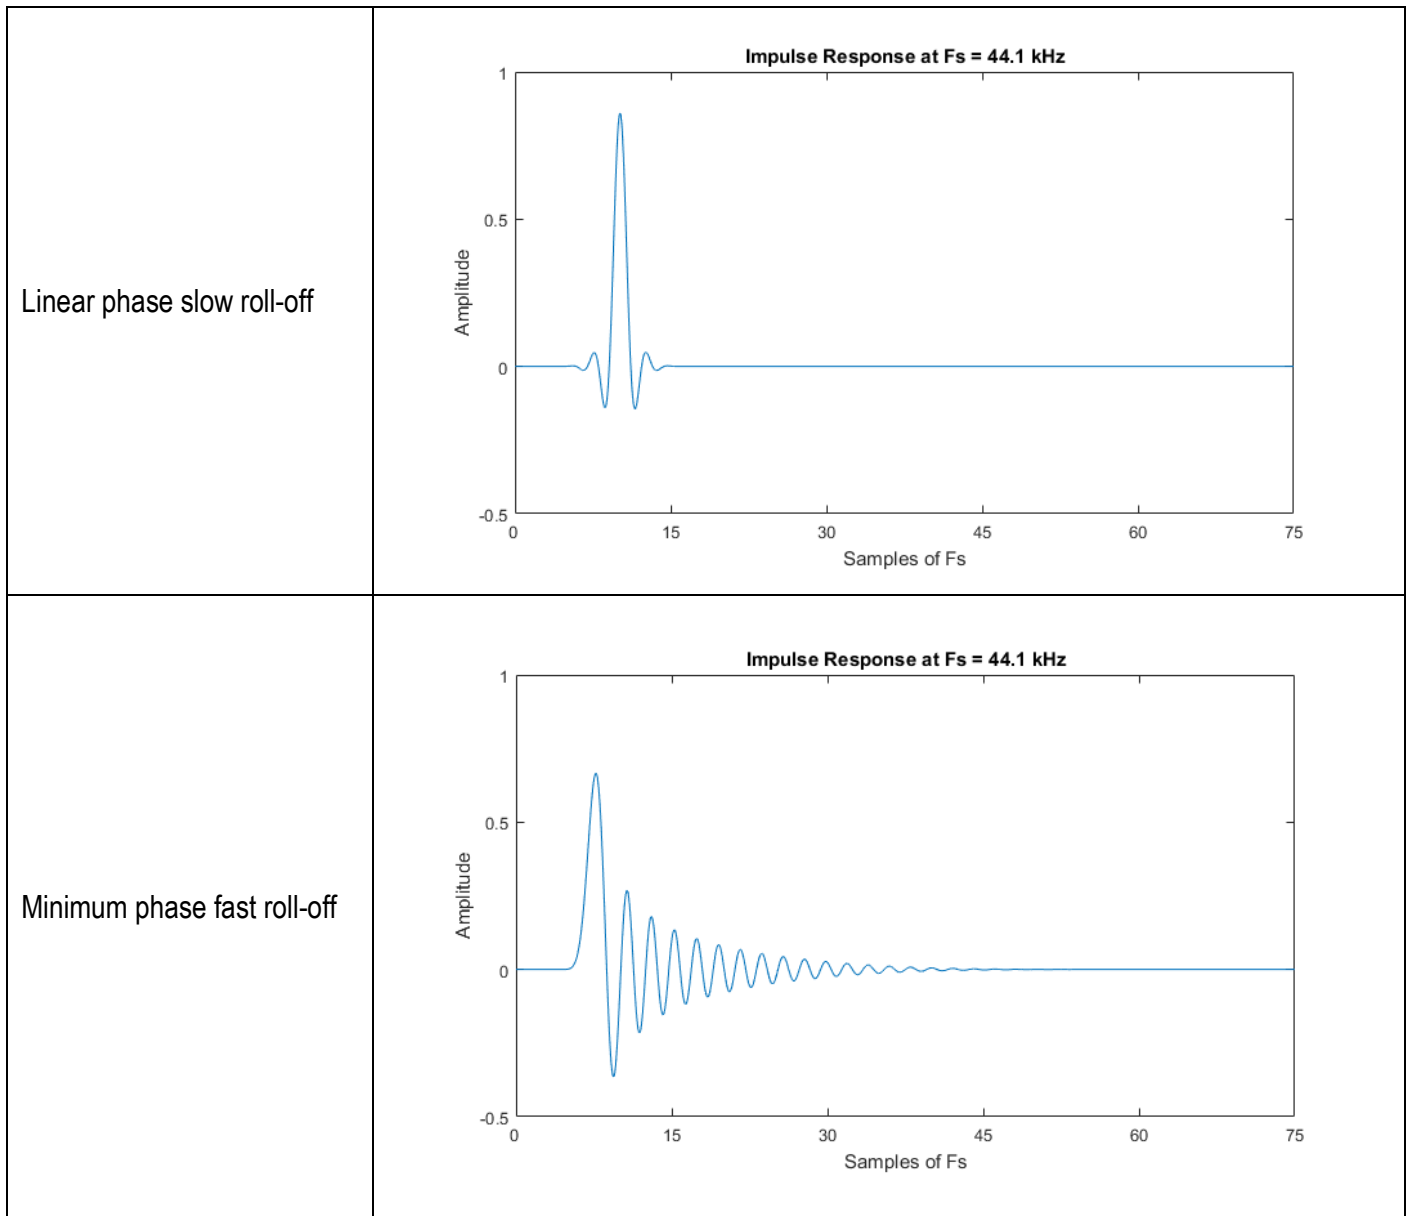 Linear phase slow roll-off
Impulse Response at Fs = 44.1 kHz
1
0.5
0
-0.5
Amplitude
0 15 30 45 60 75
Samples of Fs
Minimum phase fast roll-off
Impulse Response at Fs = 44.1 kHz
1
0.5
0
-0.5
Amplitude
0 15 30 45 60 75
Samples of Fs